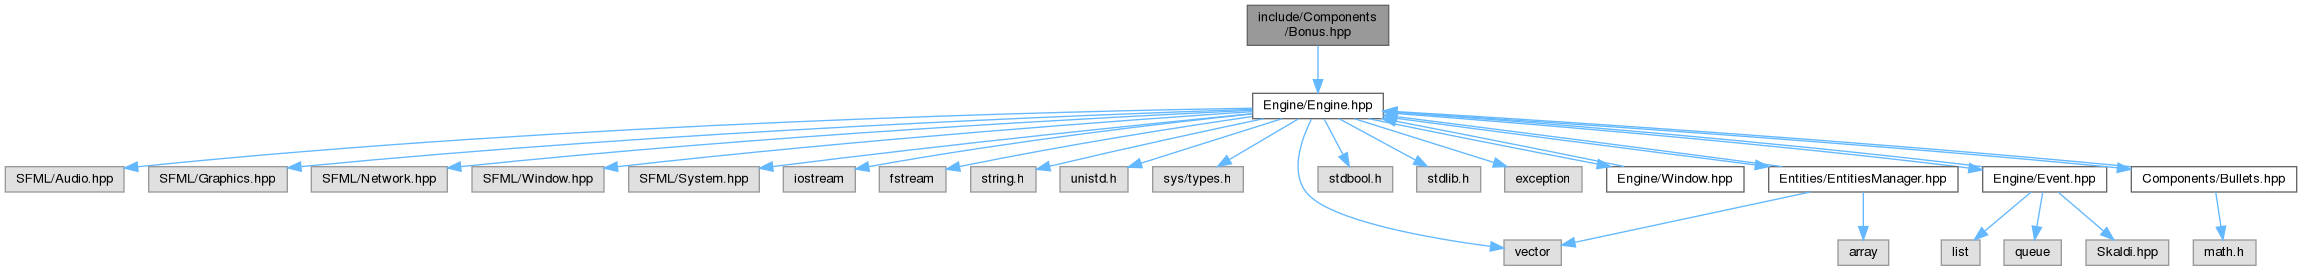 include/Components
/Bonus.hpp
Engine/Engine.hpp
SFML/Audio.hpp
SFML/Graphics.hpp
SFML/Network.hpp
SFML/Window.hpp
SFML/System.hpp
iostream
fstream
string.h
unistd.h
sys/types.h
stdbool.h
stdlib.h
exception
Engine/Window.hpp
Entities/EntitiesManager.hpp
Engine/Event.hpp
Components/Bullets.hpp
vector
array
list
queue
Skaldi.hpp
math.h